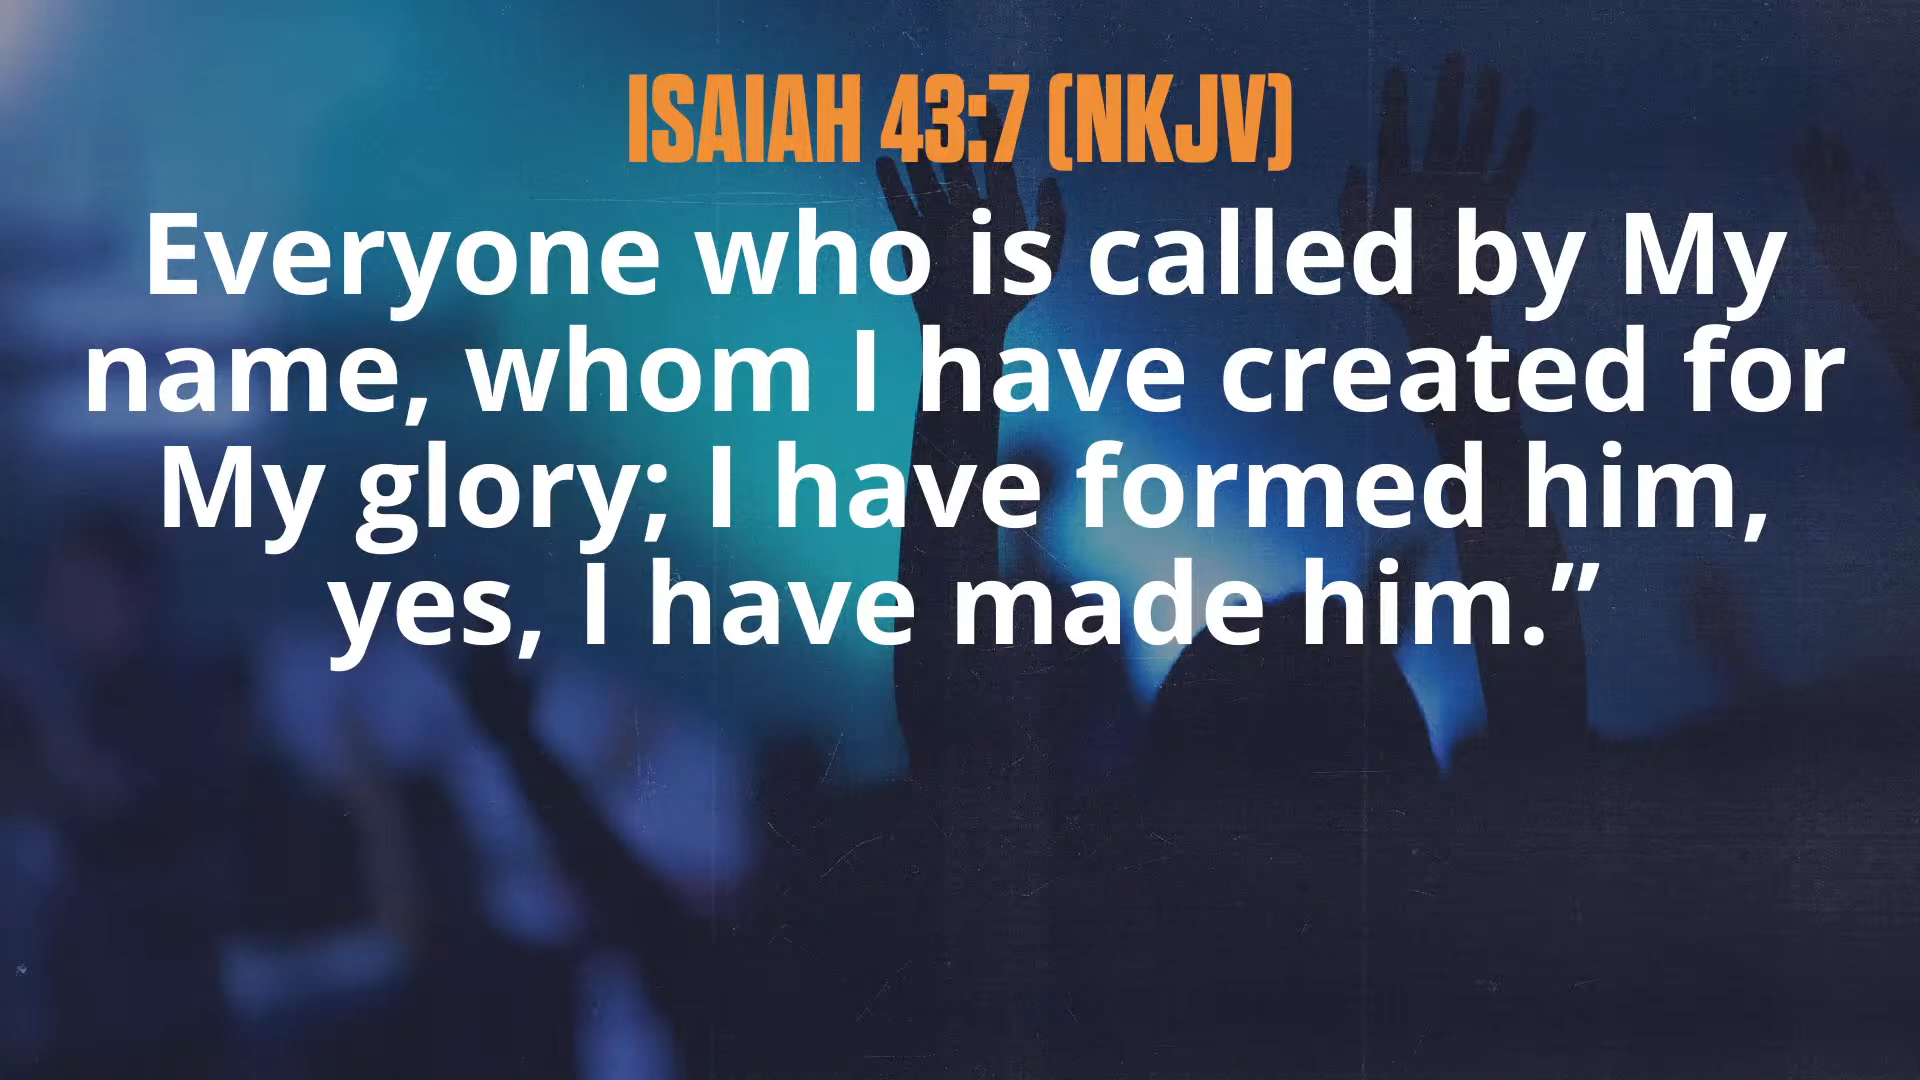 ISAIAH 43:7 (NKJV)
Everyone who is called by My
name, whom I have created for
My glory; I have formed him,
yes, I have made him.”